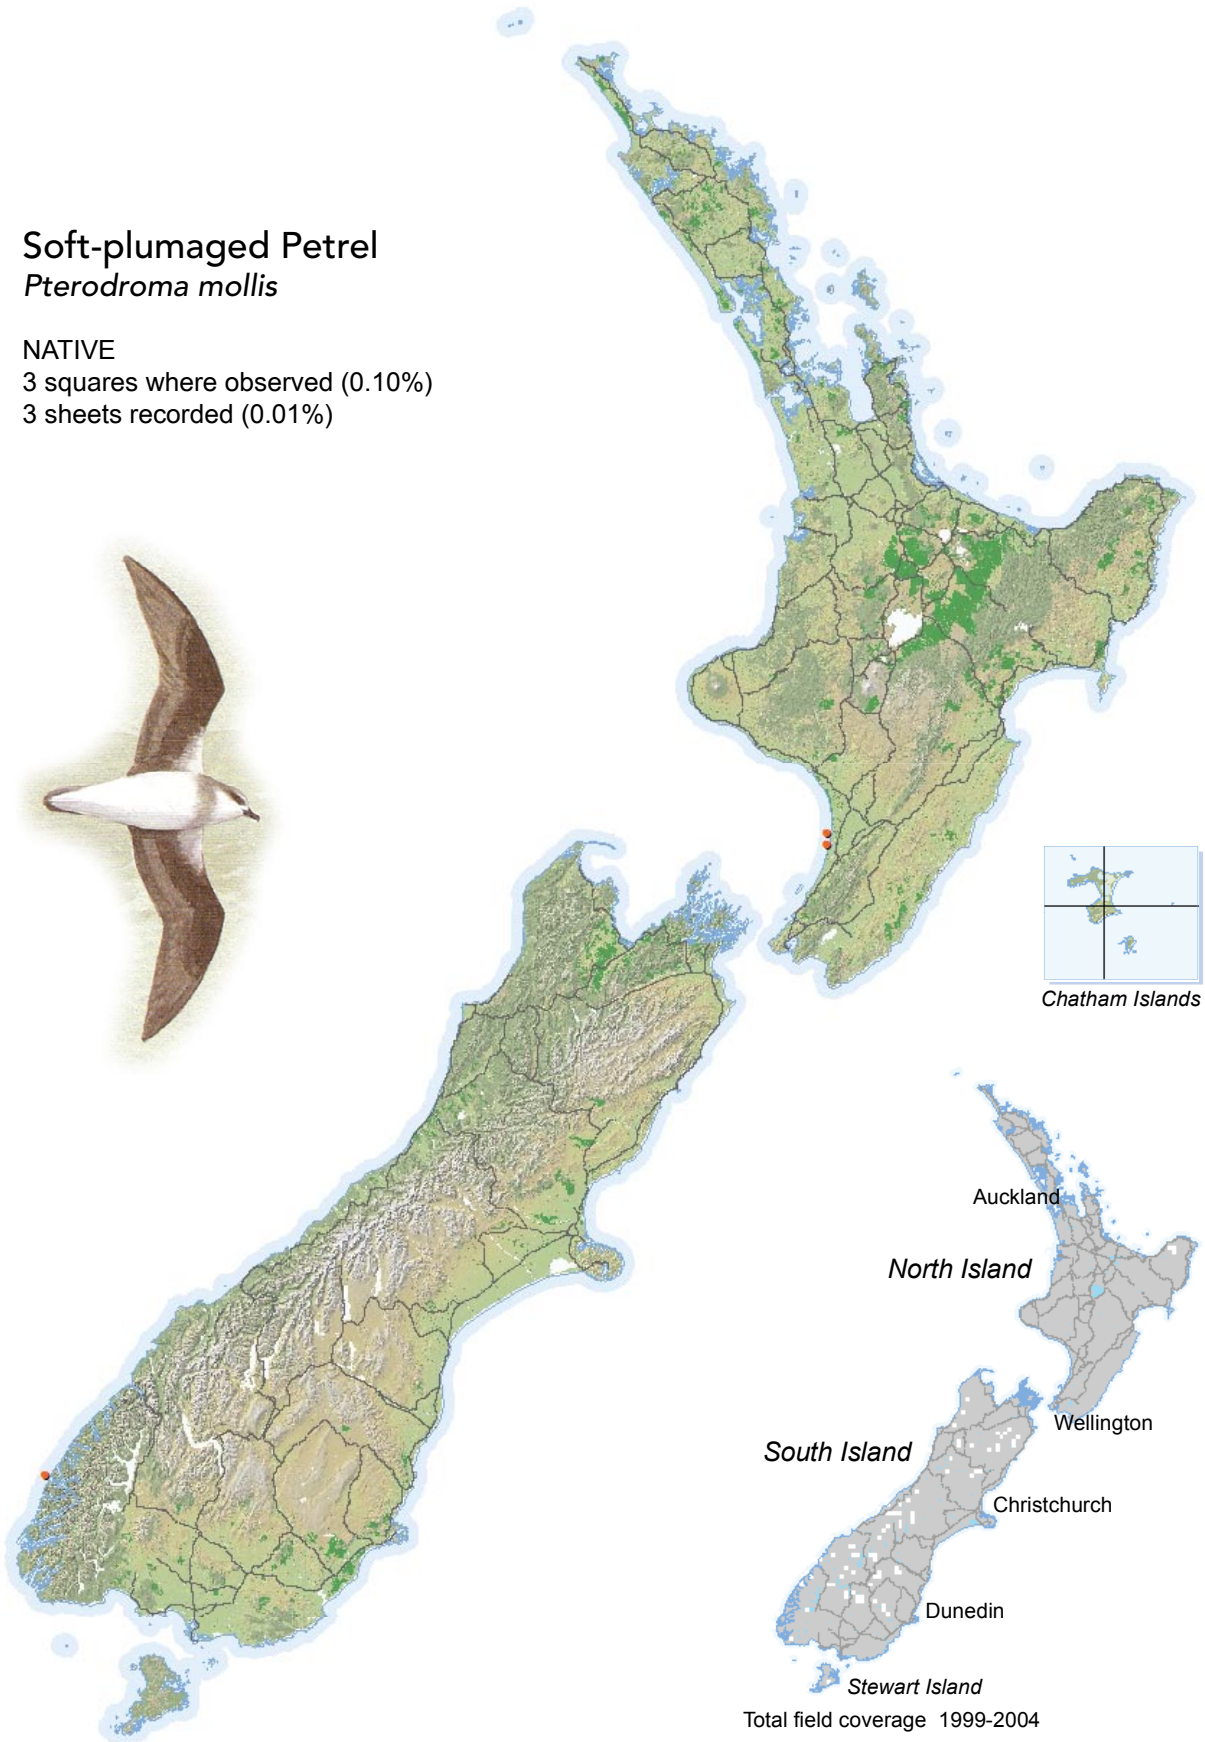 Soft-plumaged Petrel
Pterodroma mollis
NATIVE
3 squares where observed (0.10%)
3 sheets recorded (0.01%)
Chatham Islands
Auckland
North Island
Wellington
South Island
Christchurch
Dunedin
Stewart Island
Total field coverage 1999-2004